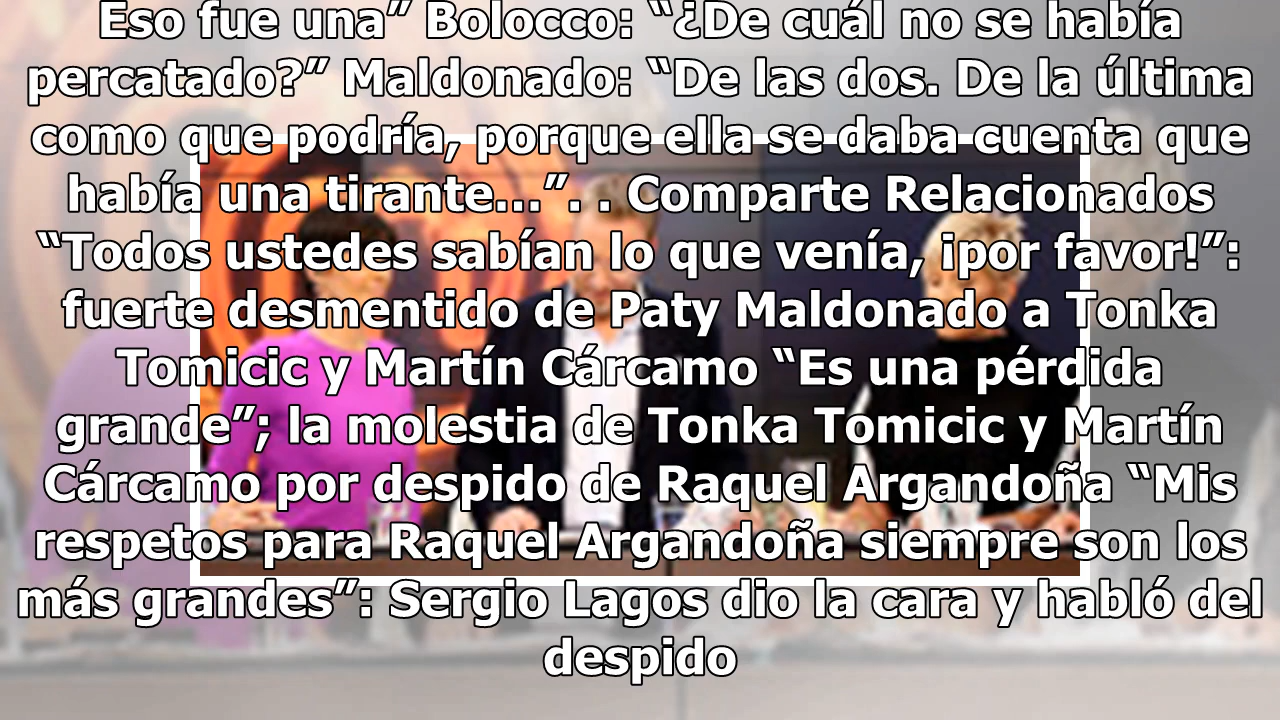 Eso fue una” Bolocco: “¿De cuál no se había
percatado?” Maldonado: “De las dos. De la última
como que podría, porque ella se daba cuenta que
había una tirante…”. . Comparte Relacionados
“Todos ustedes sabían lo que venía, ¡por favor!”:
fuerte desmentido de Paty Maldonado a Tonka
Tomicic y Martín Cárcamo “Es una pérdida
grande”; la molestia de Tonka Tomicic y Martín
Cárcamo por despido de Raquel Argandoña “Mis
respetos para Raquel Argandoña siempre son los
más grandes”: Sergio Lagos dio la cara y habló del
despido